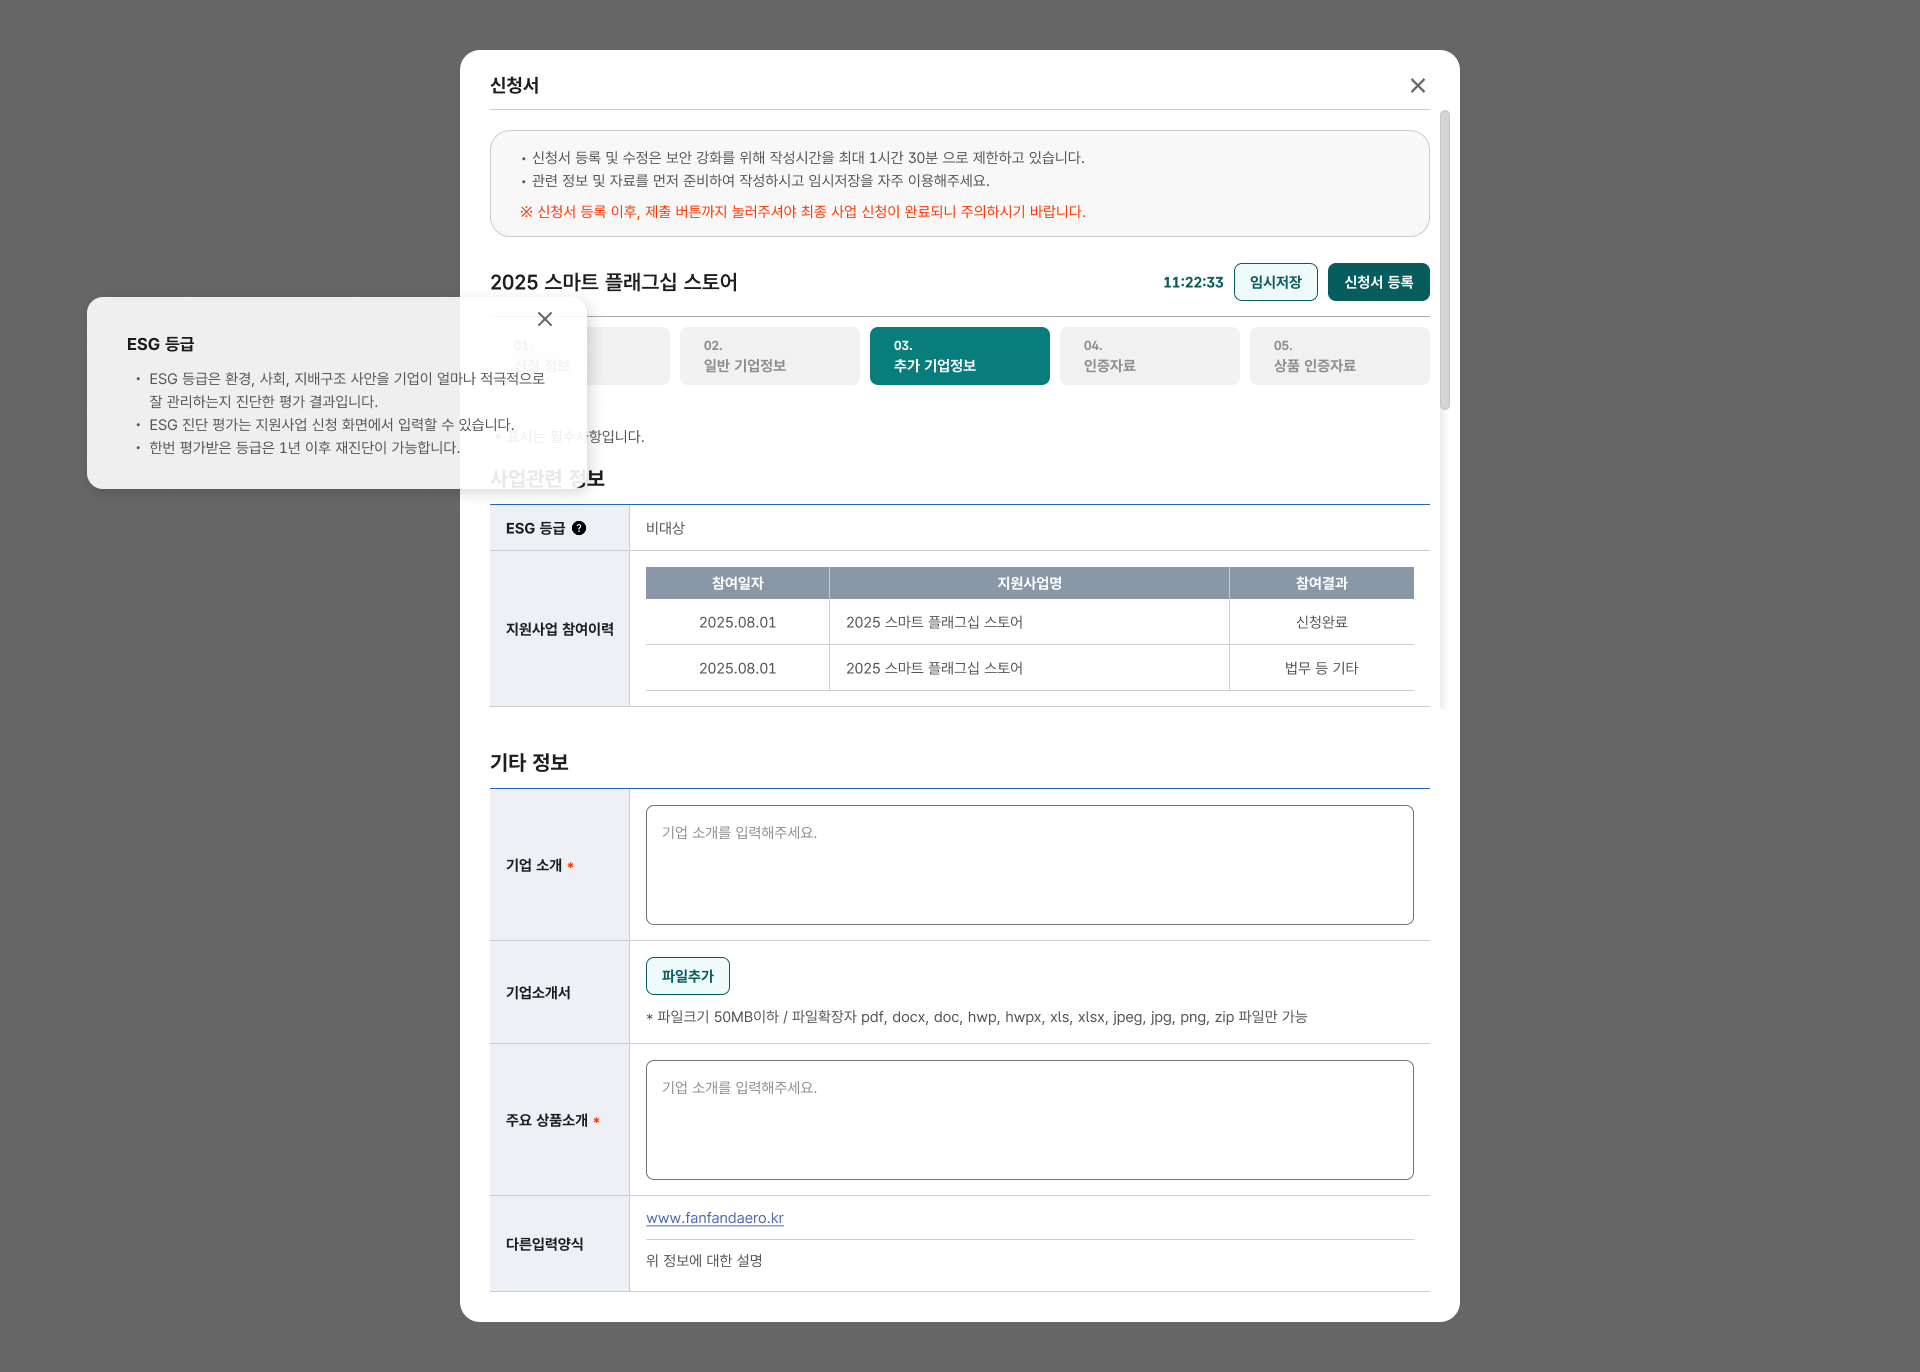 신청서
• 신청서 등록 및 수정은 보안 강화를 위해 작성시간을 최대 1시간 30분 으로 제한하고 있습니다.
• 관련 정보 및 자료를 먼저 준비하여 작성하시고 임시저장을 자주 이용해주세요.
※ 신청서 등록 이후, 제출 버튼까지 눌러주셔야 최종 사업 신청이 완료되니 주의하시기 바랍니다.
2025 스마트 플래그십 스토어
11:22:33
임시저장
신청서 등록
ESG 등급
• ESG 등급은 환경, 사회, 지배구조 사안을 기업이 얼마나 적극적으로
잘 관리하는지 진단한 평가 결과입니다.
• ESG 진단 평가는 지원사업 신청 화면에서 입력할 수 있습니다.
• 한번 평가받은 등급은 1년 이후 재진단이 가능합니다.
01.
신청 정보
02.
일반 기업정보
03.
추가 기업정보
04.
인증자료
05.
상품 인증자료
* 표시는 필수사항입니다.
사업관련 정보
ESG 등급 ?
비대상
지원사업 참여이력
참여일자 지원사업명 참여결과
2025.08.01 2025 스마트 플래그십 스토어 신청완료
2025.08.01 2025 스마트 플래그십 스토어 법무 등 기타
기타 정보
기업 소개 *
기업 소개를 입력해주세요.
기업소개서
파일추가
* 파일크기 50MB이하 / 파일확장자 pdf, docx, doc, hwp, hwpx, xls, xlsx, jpeg, jpg, png, zip 파일만 가능
주요 상품소개 *
기업 소개를 입력해주세요.
다른입력양식
www.fanfandaero.kr
위 정보에 대한 설명